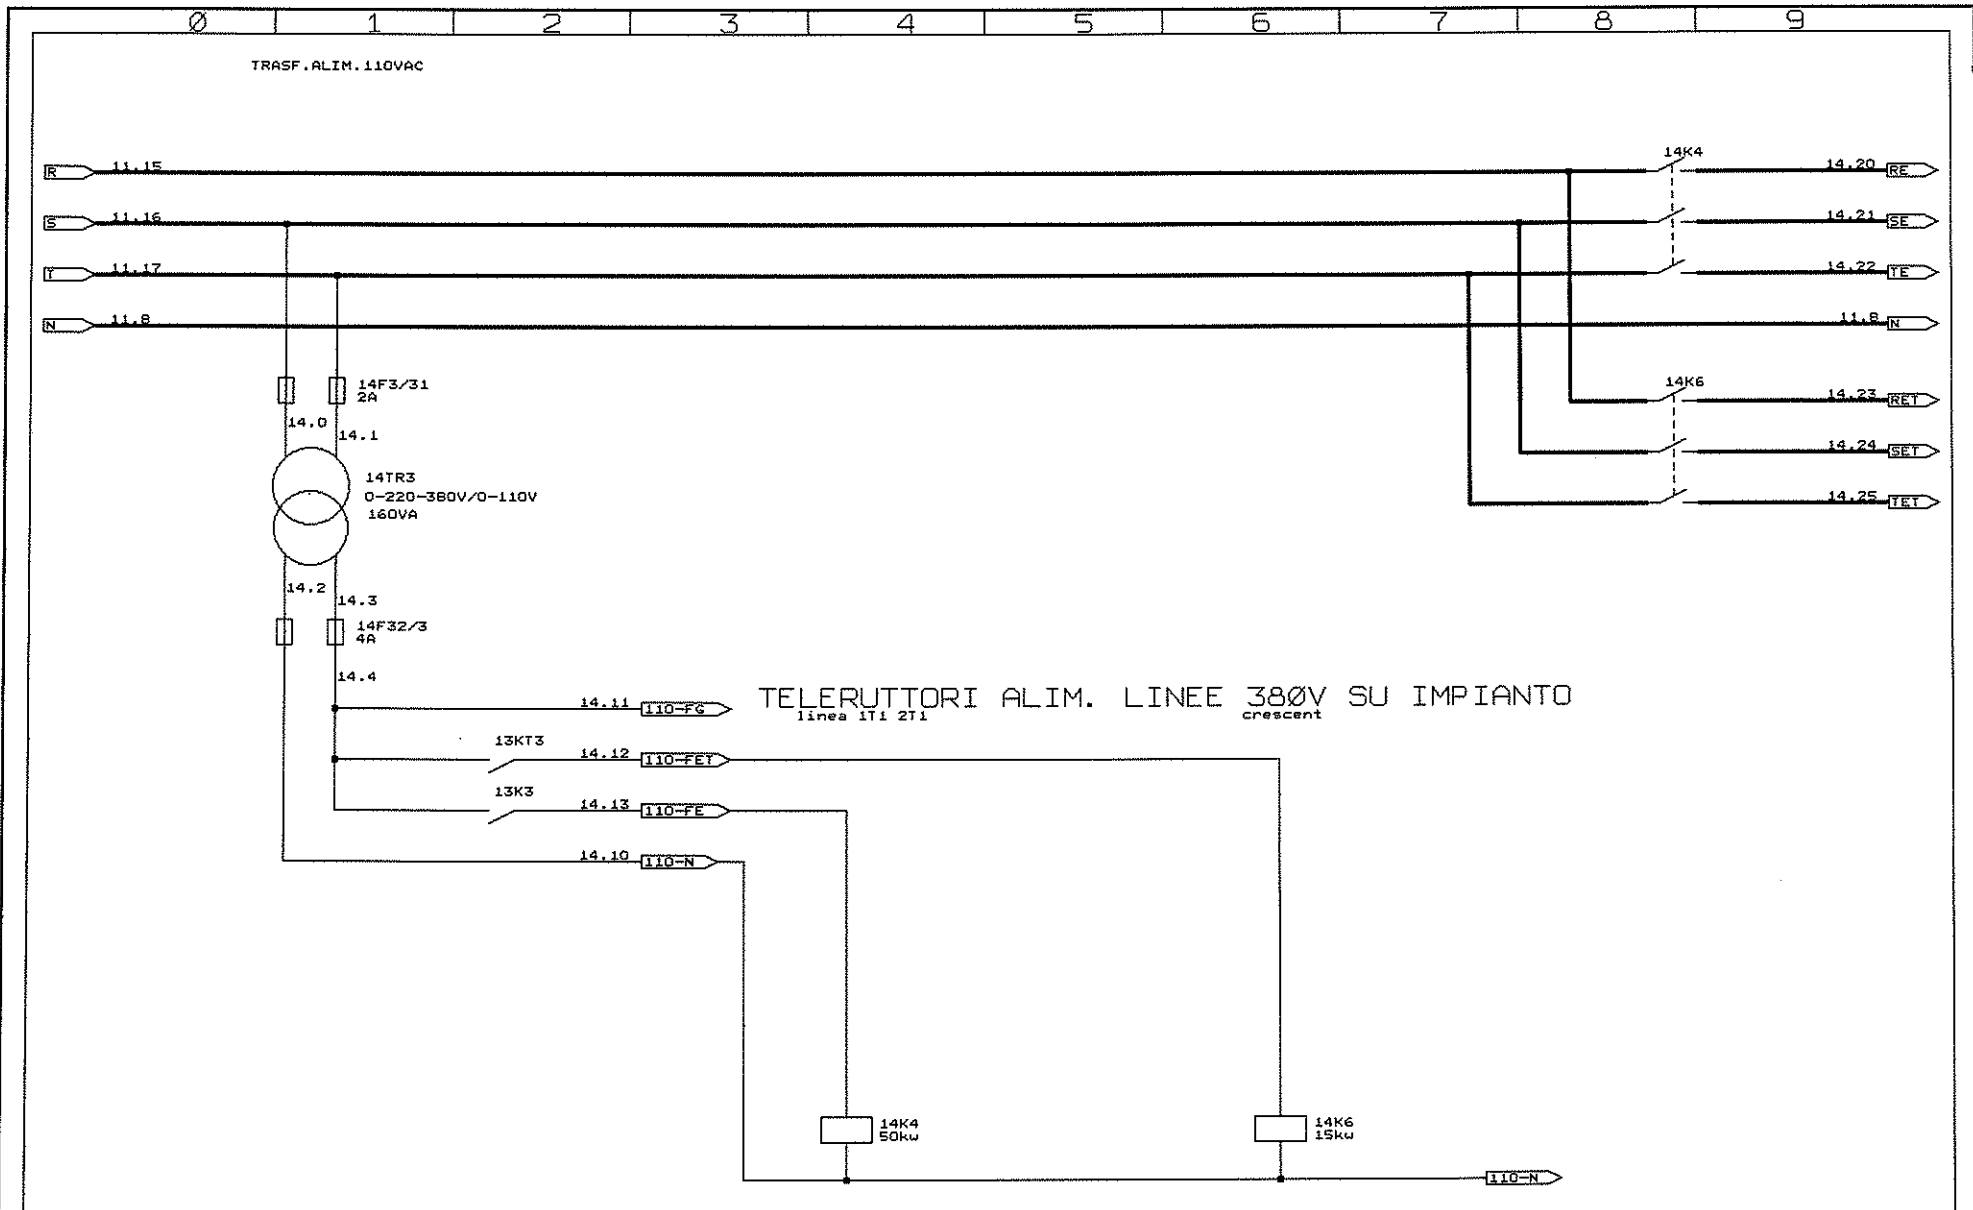 0 1 2 3 4 5 6 7 8 9
TRASF.ALIM.110VAC
R 11.15
14K4
14.20 RE
S 11.16
14.21 SE
T 11.17
14.22 TE
N 11.8
11.8 N
14F3/31
2A
14K6
14.23 RET
14.0
14.1
14.24 SET
14TR3
0-220-380V/0-110V
160VA
14.25 TET
14.2
14.3
14F32/3
4A
14.4
14.11 110-FG
TELERUTTORI ALIM. LINEE 380V SU IMPIANTO
linea 1T1 2T1
crescent
13KT3
14.12 110-FET
13K3
14.13 110-FE
14.10 110-N
14K4
50kw
14K6
15kw
110-N